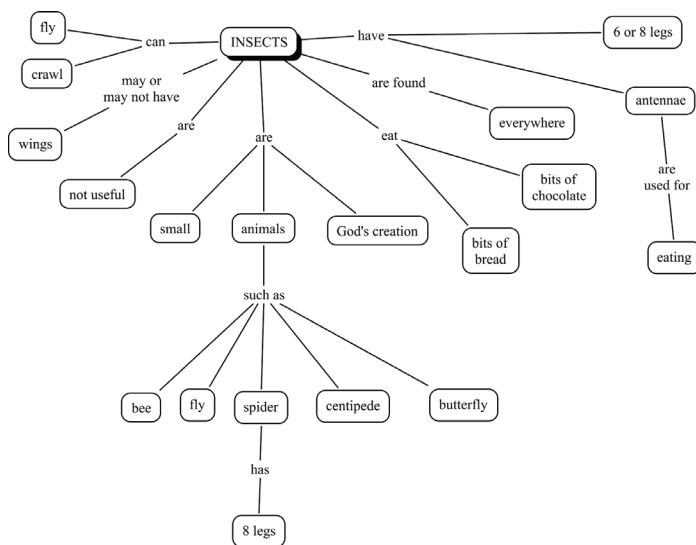 fly
can
INSECTS
have
6 or 8 legs
crawl
may or
may not have
are found
antennae
wings
are
are
eat
everywhere
not useful
bits of
chocolate
are
used for
small
animals
God's creation
bits of
bread
eating
such as
bee
fly
spider
centipede
butterfly
has
8 legs